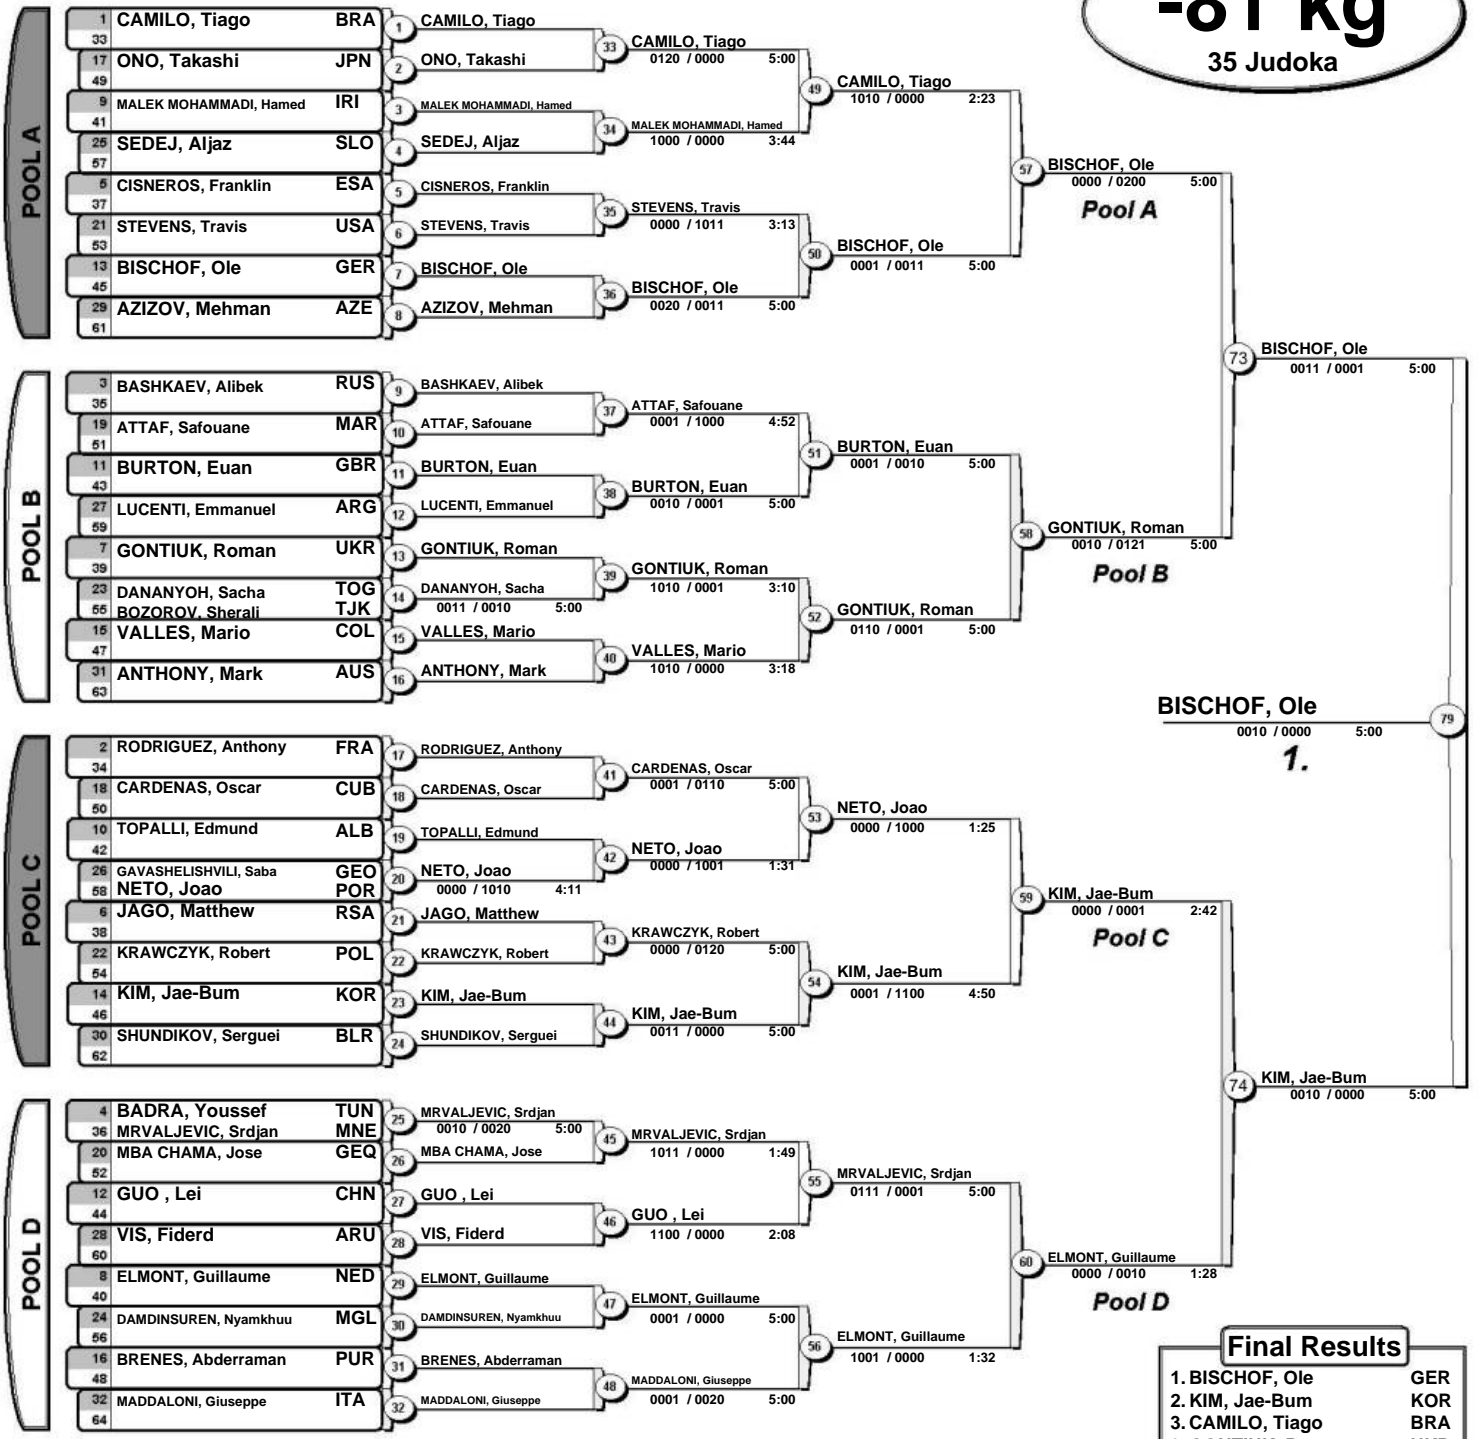 -81 kg
35 Judoka
POOL A
1 CAMILO, Tiago BRA
33
17 ONO, Takashi JPN
49
9 MALEK MOHAMMADI, Hamed IRI
41
25 SEDEJ, Aljaz SLO
57
5 CISNEROS, Franklin ESA
37
21 STEVENS, Travis USA
53
13 BISCHOF, Ole GER
45
29 AZIZOV, Mehman AZE
61
1 CAMILO, Tiago
2 ONO, Takashi
3 MALEK MOHAMMADI, Hamed
4 SEDEJ, Aljaz
5 CISNEROS, Franklin
6 STEVENS, Travis
7 BISCHOF, Ole
8 AZIZOV, Mehman
33 CAMILO, Tiago
0120 / 0000 5:00
34 MALEK MOHAMMADI, Hamed
1000 / 0000 3:44
35 STEVENS, Travis
0000 / 1011 3:13
36 BISCHOF, Ole
0020 / 0011 5:00
49 CAMILO, Tiago
1010 / 0000 2:23
50 BISCHOF, Ole
0001 / 0011 5:00
57 BISCHOF, Ole
0000 / 0200 5:00
Pool A
POOL B
3 BASHKAEV, Alibek RUS
35
19 ATTAF, Safouane MAR
51
11 BURTON, Euan GBR
43
27 LUCENTI, Emmanuel ARG
59
7 GONTIUK, Roman UKR
39
23 DANANYOH, Sacha TOG
55 BOZOROV, Sherali TJK
15 VALLES, Mario COL
47
31 ANTHONY, Mark AUS
63
9 BASHKAEV, Alibek
10 ATTAF, Safouane
11 BURTON, Euan
12 LUCENTI, Emmanuel
13 GONTIUK, Roman
14 DANANYOH, Sacha
0011 / 0010 5:00
15 VALLES, Mario
16 ANTHONY, Mark
37 ATTAF, Safouane
0001 / 1000 4:52
38 BURTON, Euan
0010 / 0001 5:00
39 GONTIUK, Roman
1010 / 0001 3:10
40 VALLES, Mario
1010 / 0000 3:18
51 BURTON, Euan
0001 / 0010 5:00
52 GONTIUK, Roman
0110 / 0001 5:00
58 GONTIUK, Roman
0010 / 0121 5:00
Pool B
73 BISCHOF, Ole
0011 / 0001 5:00
BISCHOF, Ole 79
0010 / 0000 5:00
1.
POOL C
2 RODRIGUEZ, Anthony FRA
34
18 CARDENAS, Oscar CUB
50
10 TOPALLI, Edmund ALB
42
26 GAVASHELISHVILI, Saba GEO
58 NETO, Joao POR
6 JAGO, Matthew RSA
38
22 KRAWCZYK, Robert POL
54
14 KIM, Jae-Bum KOR
46
30 SHUNDIKOV, Serguei BLR
62
17 RODRIGUEZ, Anthony
18 CARDENAS, Oscar
19 TOPALLI, Edmund
20 NETO, Joao
0000 / 1010 4:11
21 JAGO, Matthew
22 KRAWCZYK, Robert
23 KIM, Jae-Bum
24 SHUNDIKOV, Serguei
41 CARDENAS, Oscar
0001 / 0110 5:00
42 NETO, Joao
0000 / 1001 1:31
43 KRAWCZYK, Robert
0000 / 0120 5:00
44 KIM, Jae-Bum
0011 / 0000 5:00
53 NETO, Joao
0000 / 1000 1:25
54 KIM, Jae-Bum
0001 / 1100 4:50
59 KIM, Jae-Bum
0000 / 0001 2:42
Pool C
74 KIM, Jae-Bum
0010 / 0000 5:00
POOL D
4 BADRA, Youssef TUN
36 MRVALJEVIC, Srdjan MNE
20 MBA CHAMA, Jose GEQ
52
12 GUO , Lei CHN
44
28 VIS, Fiderd ARU
60
8 ELMONT, Guillaume NED
40
24 DAMDINSUREN, Nyamkhuu MGL
56
16 BRENES, Abderraman PUR
48
32 MADDALONI, Giuseppe ITA
64
25 MRVALJEVIC, Srdjan
0010 / 0020 5:00
26 MBA CHAMA, Jose
27 GUO , Lei
28 VIS, Fiderd
29 ELMONT, Guillaume
30 DAMDINSUREN, Nyamkhuu
31 BRENES, Abderraman
32 MADDALONI, Giuseppe
45 MRVALJEVIC, Srdjan
1011 / 0000 1:49
46 GUO , Lei
1100 / 0000 2:08
47 ELMONT, Guillaume
0001 / 0000 5:00
48 MADDALONI, Giuseppe
0001 / 0020 5:00
55 MRVALJEVIC, Srdjan
0111 / 0001 5:00
56 ELMONT, Guillaume
1001 / 0000 1:32
60 ELMONT, Guillaume
0000 / 0010 1:28
Pool D
Final Results
1. BISCHOF, Ole GER
2. KIM, Jae-Bum KOR
3. CAMILO, Tiago BRA